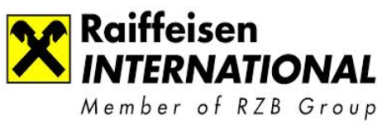 Raiffeisen
INTERNATIONAL
Member of RZB Group